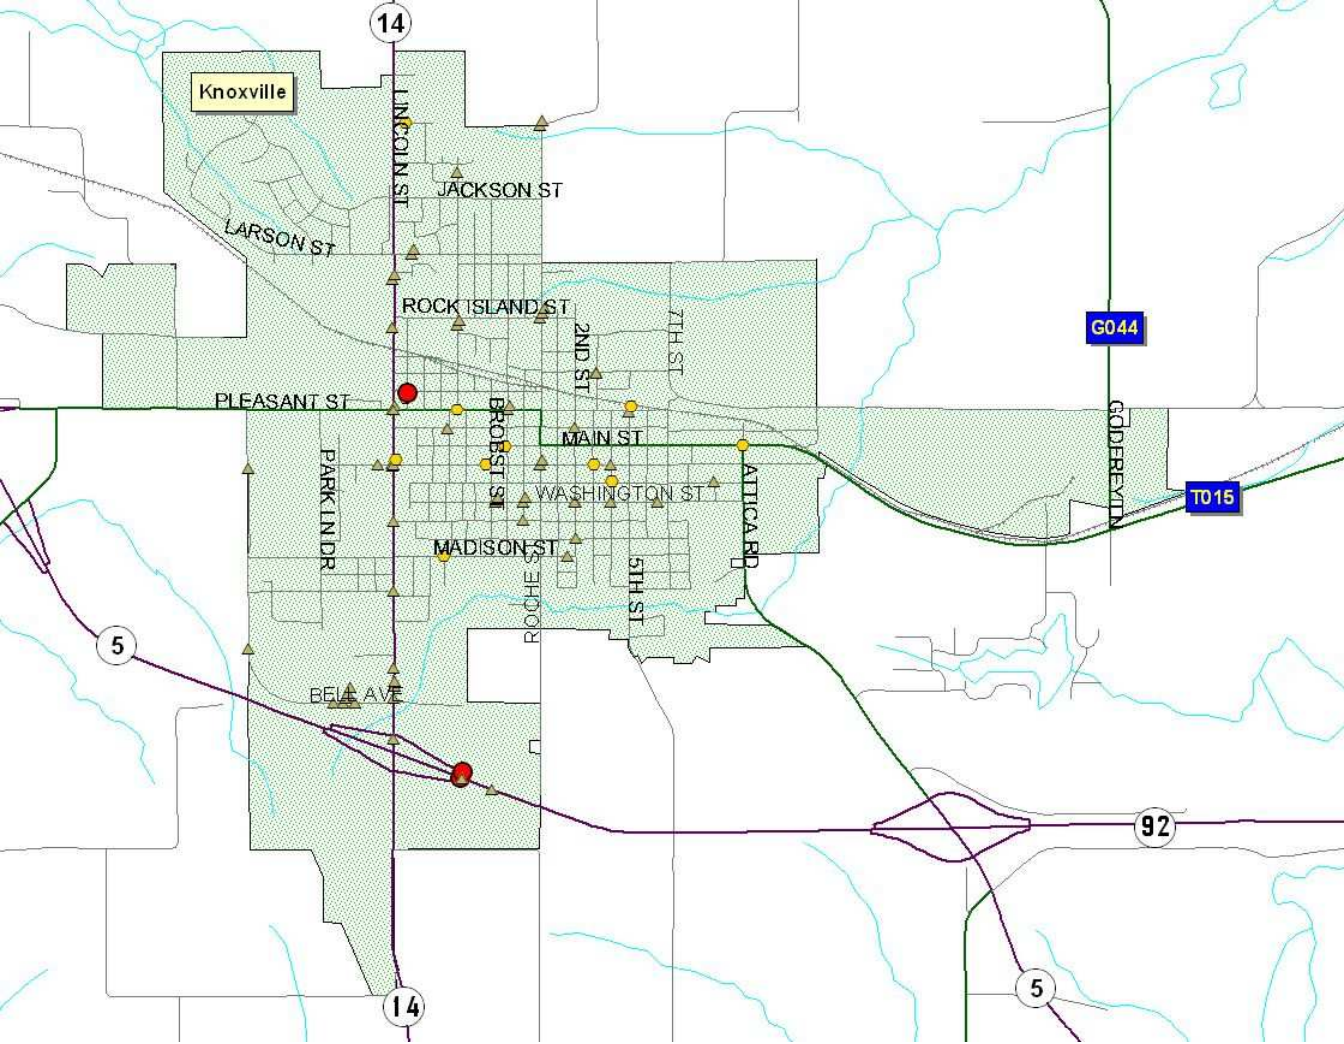 14
Knoxville
LINCOLN ST
JACKSON ST
LARSON ST
ROCK ISLAND ST
2ND ST
7TH ST
G044
PLEASANT ST
BROBST ST
MAIN ST
GODFREY LN
PARK LN DR
WASHINGTON ST
ATTICA RD
T015
MADISON ST
ROCHE S
5TH ST
5
BELL AVE
92
5
14